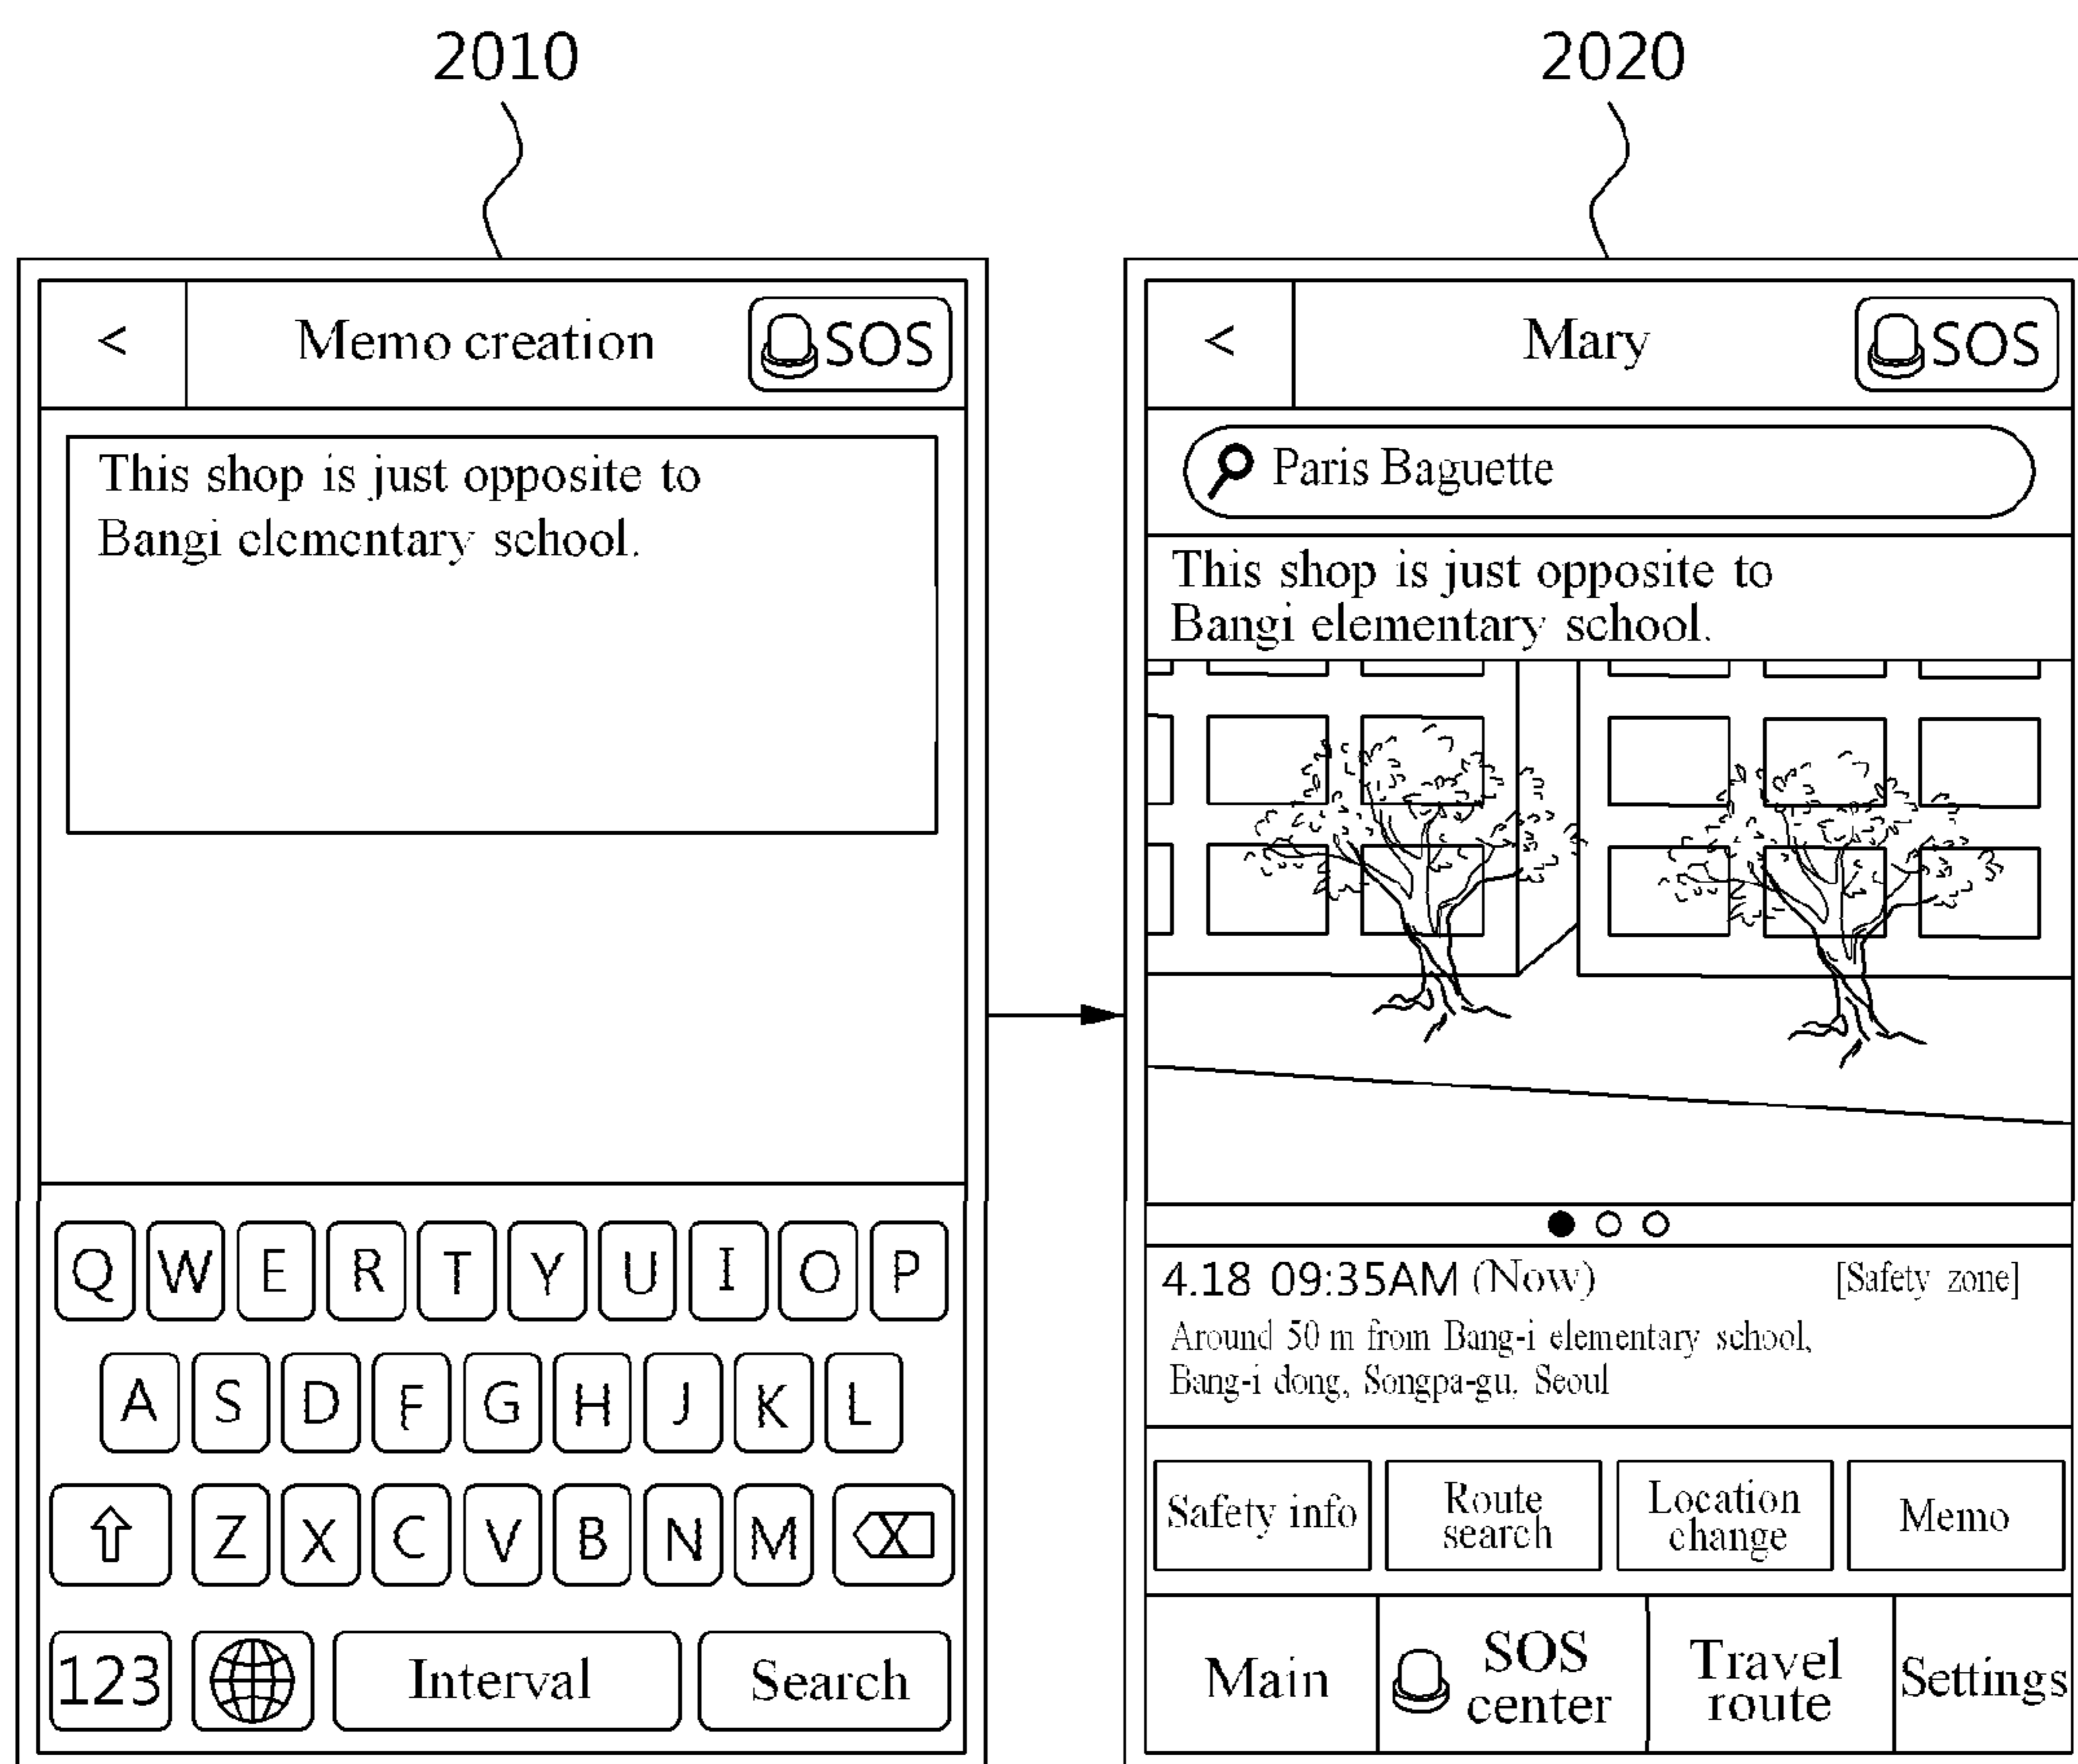 2010
2020
< Memo creation SOS
This shop is just opposite to
Bangi elementary school.
Q W E R T Y U I O P
A S D F G H J K L
Z X C V B N M X
123 Interval Search
< Mary SOS
Paris Baguette
This shop is just opposite to
Bangi elementary school.
4.18 09:35AM (Now) [Safety zone]
Around 50 m from Bang-i elementary school,
Bang-i dong, Songpa-gu, Seoul
Safety info
Route
search
Location
change
Memo
Main
SOS
center
Travel
route
Settings